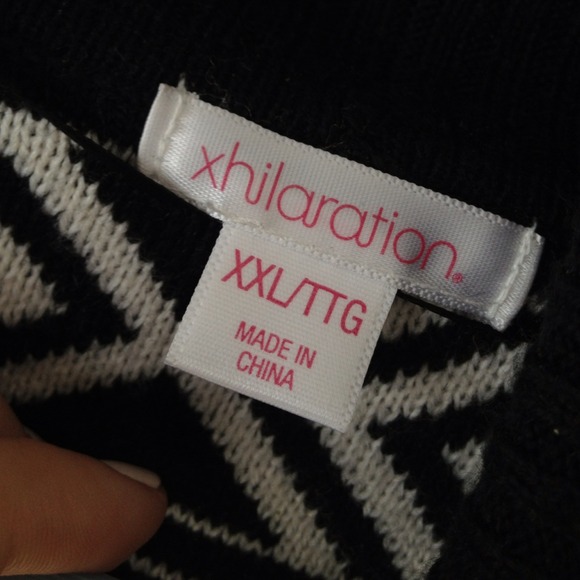 xhilaration.
XXL/TTG
MADE IN
CHINA